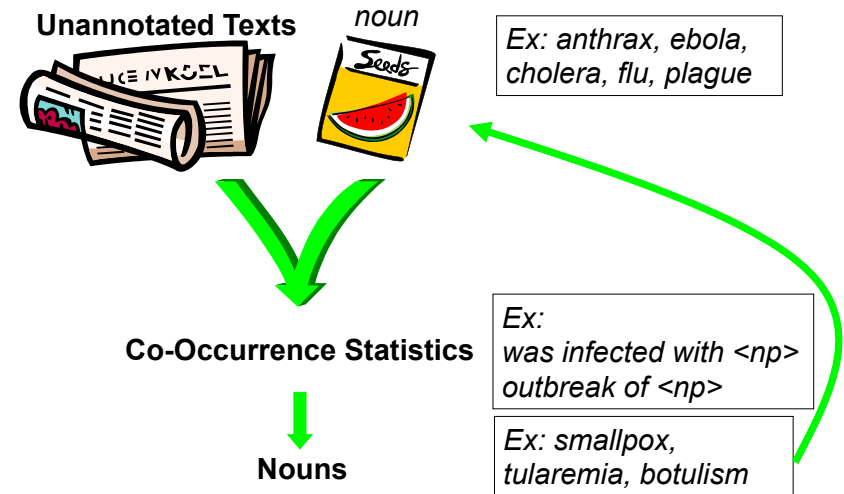 noun
Unannotated Texts
Seeds
Ex: anthrax, ebola,
cholera, flu, plague
Co-Occurrence Statistics
Ex:
was infected with <np>
outbreak of <np>
Nouns
Ex: smallpox,
tularemia, botulism